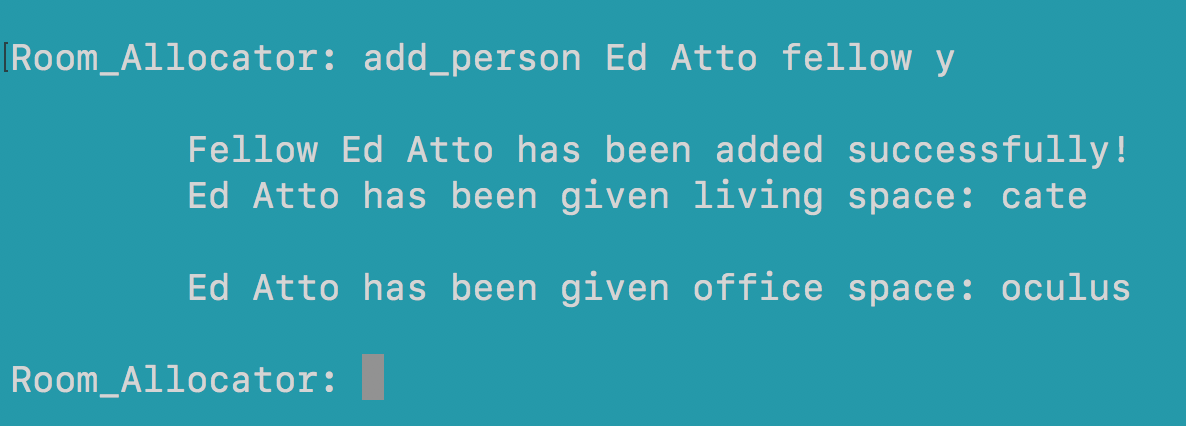 Room_Allocator: add_person Ed Atto fellow y
Fellow Ed Atto has been added successfully!
Ed Atto has been given living space: cate
Ed Atto has been given office space: oculus
Room_Allocator: